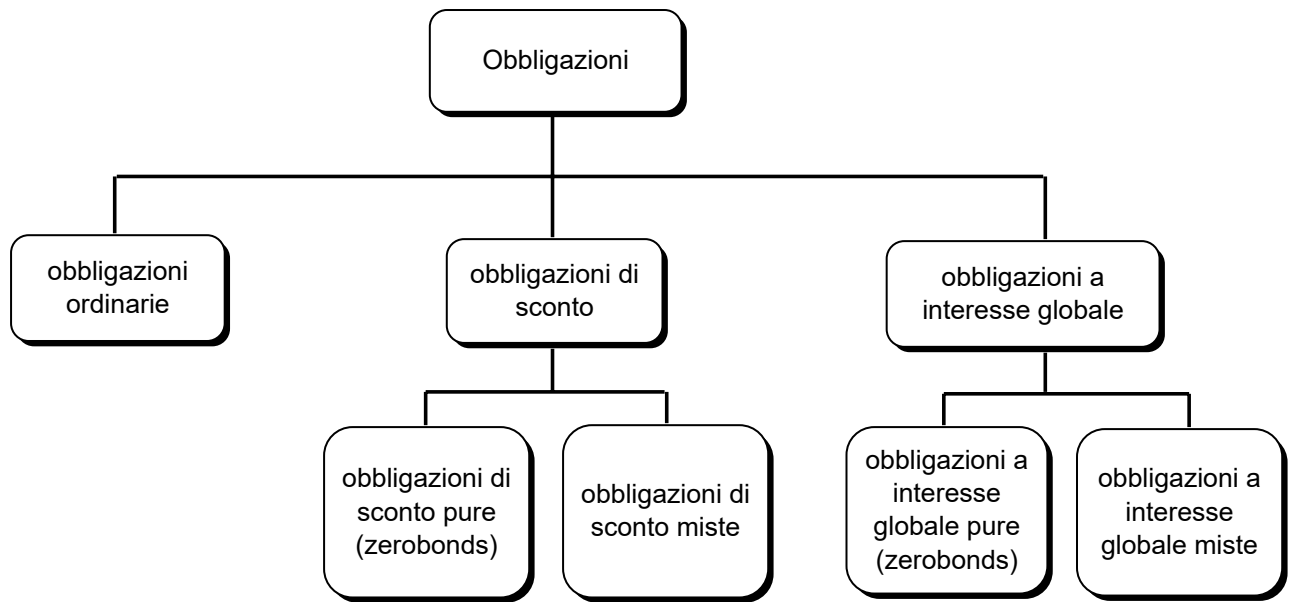 Obbligazioni
obbligazioni
ordinarie
obbligazioni di
sconto
obbligazioni a
interesse globale
obbligazioni di
sconto pure
(zerobonds)
obbligazioni di
sconto miste
obbligazioni a
interesse
globale pure
(zerobonds)
obbligazioni a
interesse
globale miste